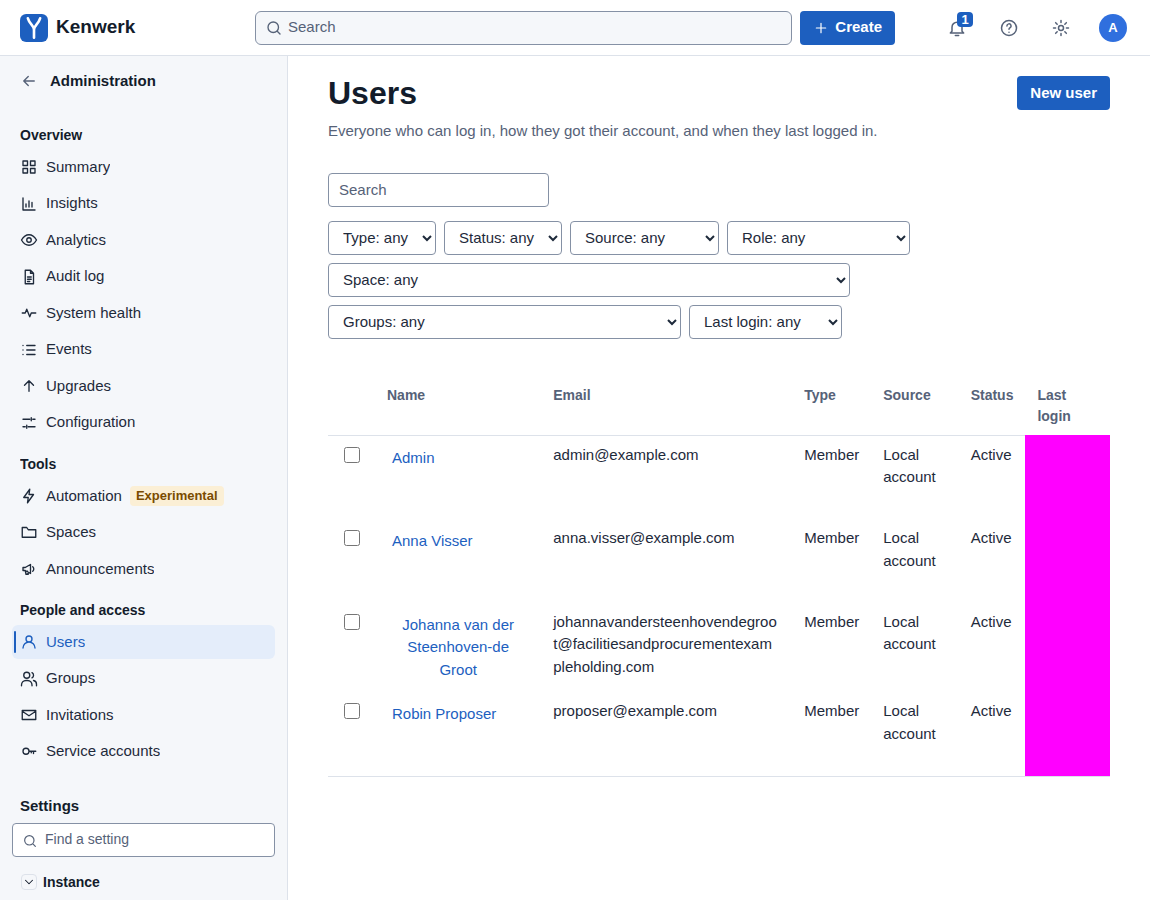 Kenwerk
Search
Create
1
A
Administration
Overview
Summary
Insights
Analytics
Audit log
System health
Events
Upgrades
Configuration
Tools
Automation Experimental
Spaces
Announcements
People and access
Users
Groups
Invitations
Service accounts
Settings
Find a setting
Instance
Users
New user
Everyone who can log in, how they got their account, and when they last logged in.
Search
Type: any Status: any Source: any Role: any
Space: any
Groups: any Last login: any
Name Email Type Source Status Last
login
Admin admin@example.com Member Local Active
account
Anna Visser anna.visser@example.com Member Local Active
account
Johanna van der johannavandersteenhovendegroo Member Local Active
Steenhoven-de t@facilitiesandprocurementexam account
Groot pleholding.com
Robin Proposer proposer@example.com Member Local Active
account